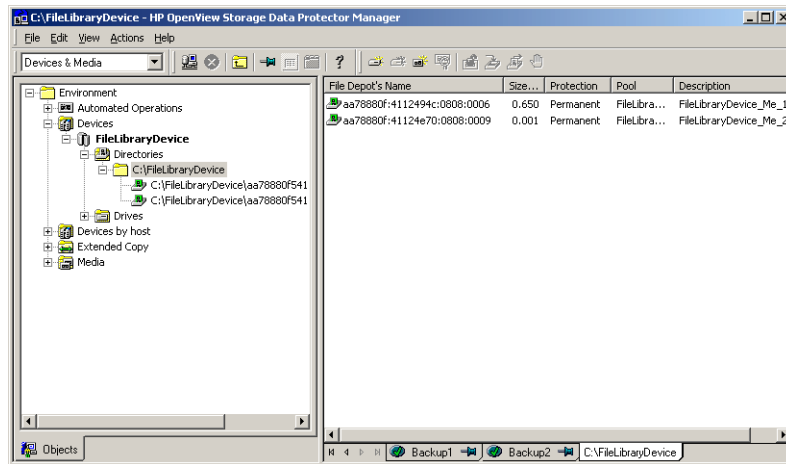 C:\FileLibraryDevice - HP OpenView Storage Data Protector Manager
File Edit View Actions Help
Devices & Media
Environment
Automated Operations
Devices
FileLibraryDevice
Directories
C:\FileLibraryDevice
C:\FileLibraryDevice\aa78880f541
C:\FileLibraryDevice\aa78880f541
Drives
Devices by host
Extended Copy
Media
Objects
File Depot's Name Size... Protection Pool Description
aa78880f:4112494c:0808:0006 0.650 Permanent FileLibra... FileLibraryDevice_Me_1
aa78880f:41124e70:0808:0009 0.001 Permanent FileLibra... FileLibraryDevice_Me_2
Backup1 Backup2 C:\FileLibraryDevice